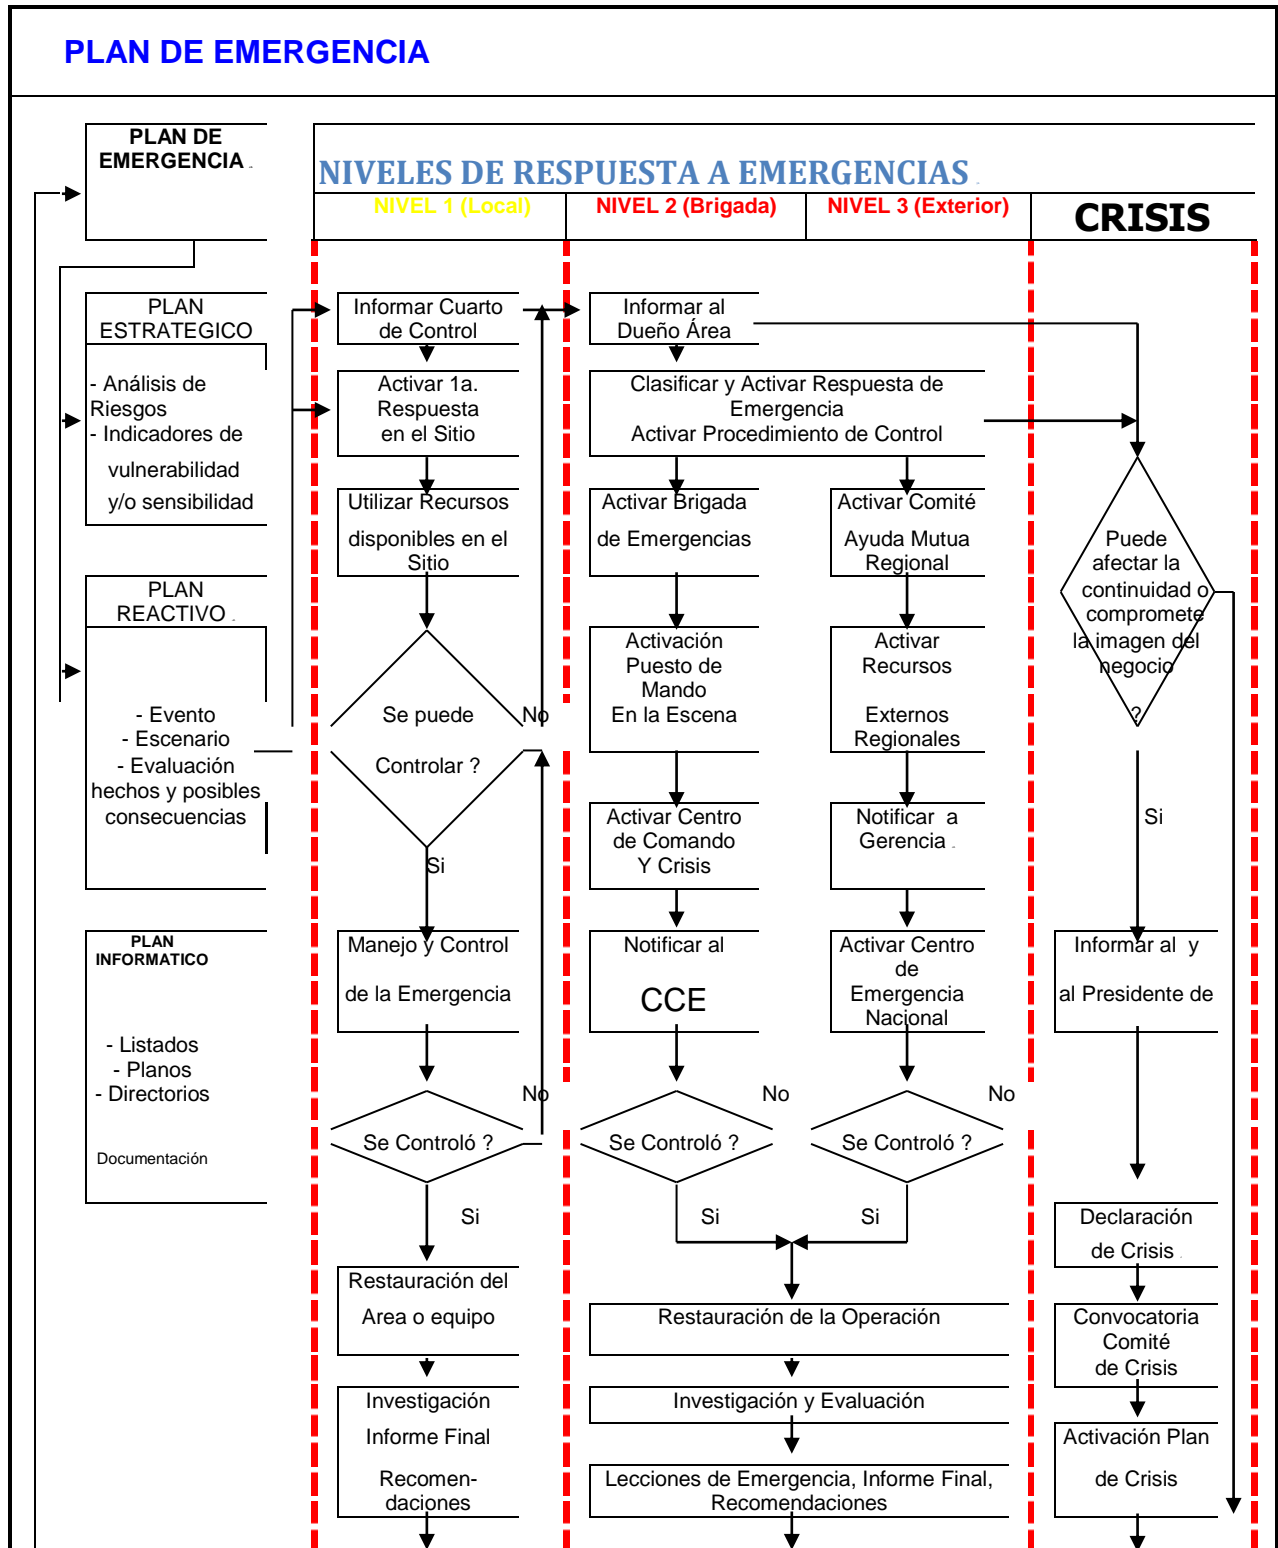 PLAN DE EMERGENCIA
PLAN DE
EMERGENCIA
NIVELES DE RESPUESTA A EMERGENCIAS
NIVEL 1 (Local)
NIVEL 2 (Brigada)
NIVEL 3 (Exterior)
CRISIS
PLAN
ESTRATEGICO
- Análisis de
Riesgos
- Indicadores de
vulnerabilidad
y/o sensibilidad
PLAN
REACTIVO
- Evento
- Escenario
- Evaluación
hechos y posibles
consecuencias
PLAN
INFORMATICO
- Listados
- Planos
- Directorios
Documentación
Informar Cuarto
de Control
Activar 1a.
Respuesta
en el Sitio
Utilizar Recursos
disponibles en el
Sitio
Se puede
Controlar ?
No
Si
Manejo y Control
de la Emergencia
Se Controló ?
No
Si
Restauración del
Area o equipo
Investigación
Informe Final
Recomen-
daciones
Informar al
Dueño Área
Clasificar y Activar Respuesta de
Emergencia
Activar Procedimiento de Control
Activar Brigada
de Emergencias
Activación
Puesto de
Mando
En la Escena
Activar Centro
de Comando
Y Crisis
Notificar al
CCE
Se Controló ?
No
Si
Activar Comité
Ayuda Mutua
Regional
Activar
Recursos
Externos
Regionales
Notificar a
Gerencia
Activar Centro
de
Emergencia
Nacional
Se Controló ?
No
Si
Restauración de la Operación
Investigación y Evaluación
Lecciones de Emergencia, Informe Final,
Recomendaciones
Puede
afectar la
continuidad o
compromete
la imagen del
negocio
?
Si
Informar al y
al Presidente de
Declaración
de Crisis
Convocatoria
Comité
de Crisis
Activación Plan
de Crisis